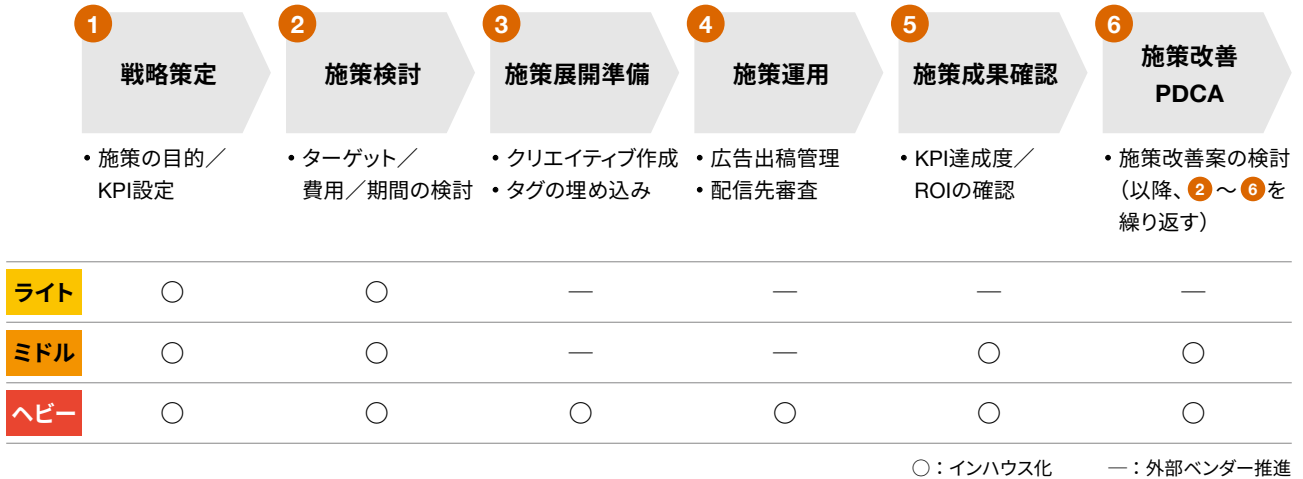 1
戦略策定
2
施策検討
3
施策展開準備
4
施策運用
5
施策成果確認
6
施策改善
PDCA
・施策の目的／
KPI設定
・ターゲット／
費用／期間の検討
・クリエイティブ作成
・タグの埋め込み
・広告出稿管理
・配信先審査
・KPI達成度／
ROIの確認
・施策改善案の検討
（以降、2～6を
繰り返す）
ライト ○ ○ ― ― ― ―
ミドル ○ ○ ― ― ○ ○
ヘビー ○ ○ ○ ○ ○ ○
○：インハウス化 ―：外部ベンダー推進